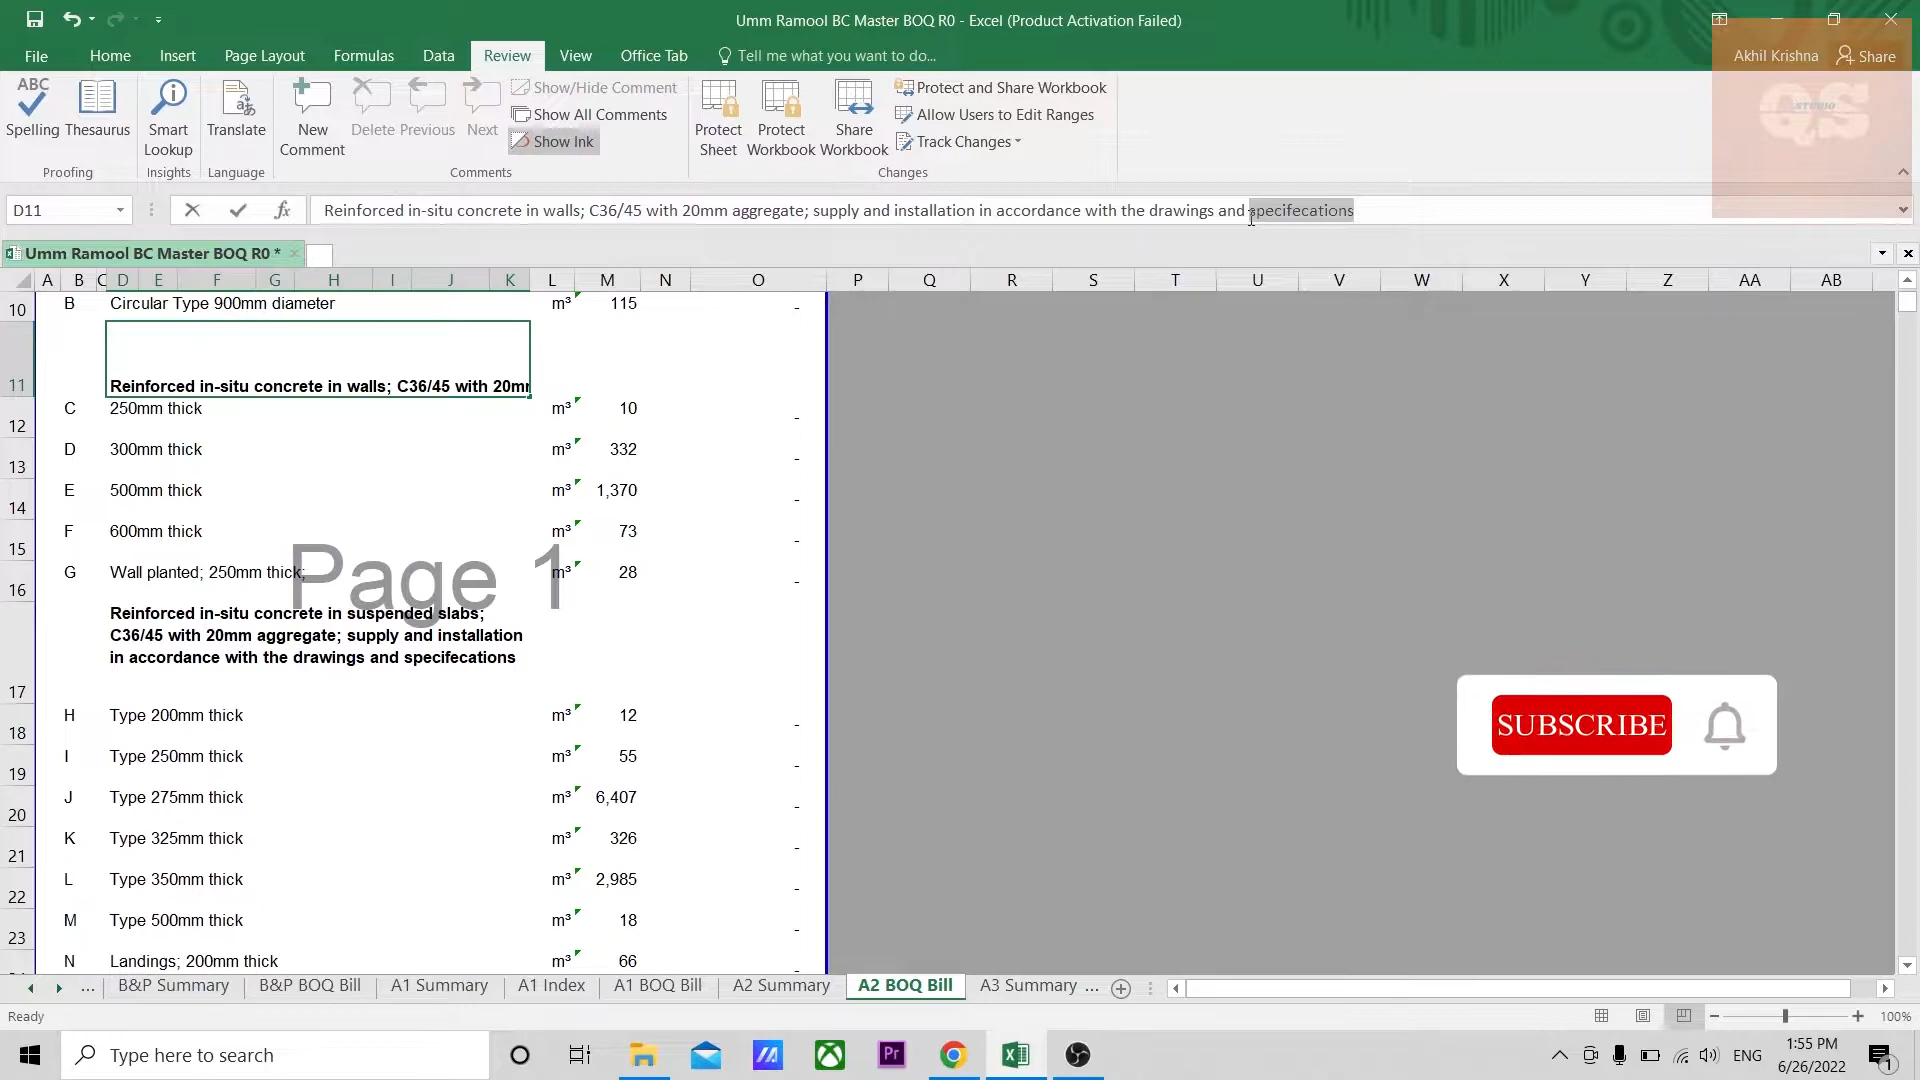 Umm Ramool BC Master BOQ R0 - Excel (Product Activation Failed)
File Home Insert Page Layout Formulas Data Review View Office Tab Tell me what you want to do... Akhil Krishna Share
ABC
Spelling Thesaurus Smart Lookup Translate New Comment Delete Previous Next
Show/Hide Comment
Show All Comments
Show Ink
Protect Sheet Protect Workbook Share Workbook
Protect and Share Workbook
Allow Users to Edit Ranges
Track Changes
STUDIO
QS
Proofing Insights Language Comments Changes
D11 fx Reinforced in-situ concrete in walls; C36/45 with 20mm aggregate; supply and installation in accordance with the drawings and specifecations
Umm Ramool BC Master BOQ R0 *
A B C D E F G H I J K L M N O P Q R S T U V W X Y Z AA AB
10 B Circular Type 900mm diameter m³ 115 -
11 Reinforced in-situ concrete in walls; C36/45 with 20m
12 C 250mm thick m³ 10 -
13 D 300mm thick m³ 332 -
14 E 500mm thick m³ 1,370 -
15 F 600mm thick m³ 73 -
Page 1
16 G Wall planted; 250mm thick; m³ 28 -
Reinforced in-situ concrete in suspended slabs;
C36/45 with 20mm aggregate; supply and installation
in accordance with the drawings and specifecations
17
18 H Type 200mm thick m³ 12 -
19 I Type 250mm thick m³ 55 -
20 J Type 275mm thick m³ 6,407 -
21 K Type 325mm thick m³ 326 -
22 L Type 350mm thick m³ 2,985 -
23 M Type 500mm thick m³ 18 -
N Landings; 200mm thick m³ 66 -
SUBSCRIBE
... B&P Summary B&P BOQ Bill A1 Summary A1 Index A1 BOQ Bill A2 Summary A2 BOQ Bill A3 Summary ...
Ready 100%
Type here to search Pr ENG 1:55 PM
6/26/2022 1